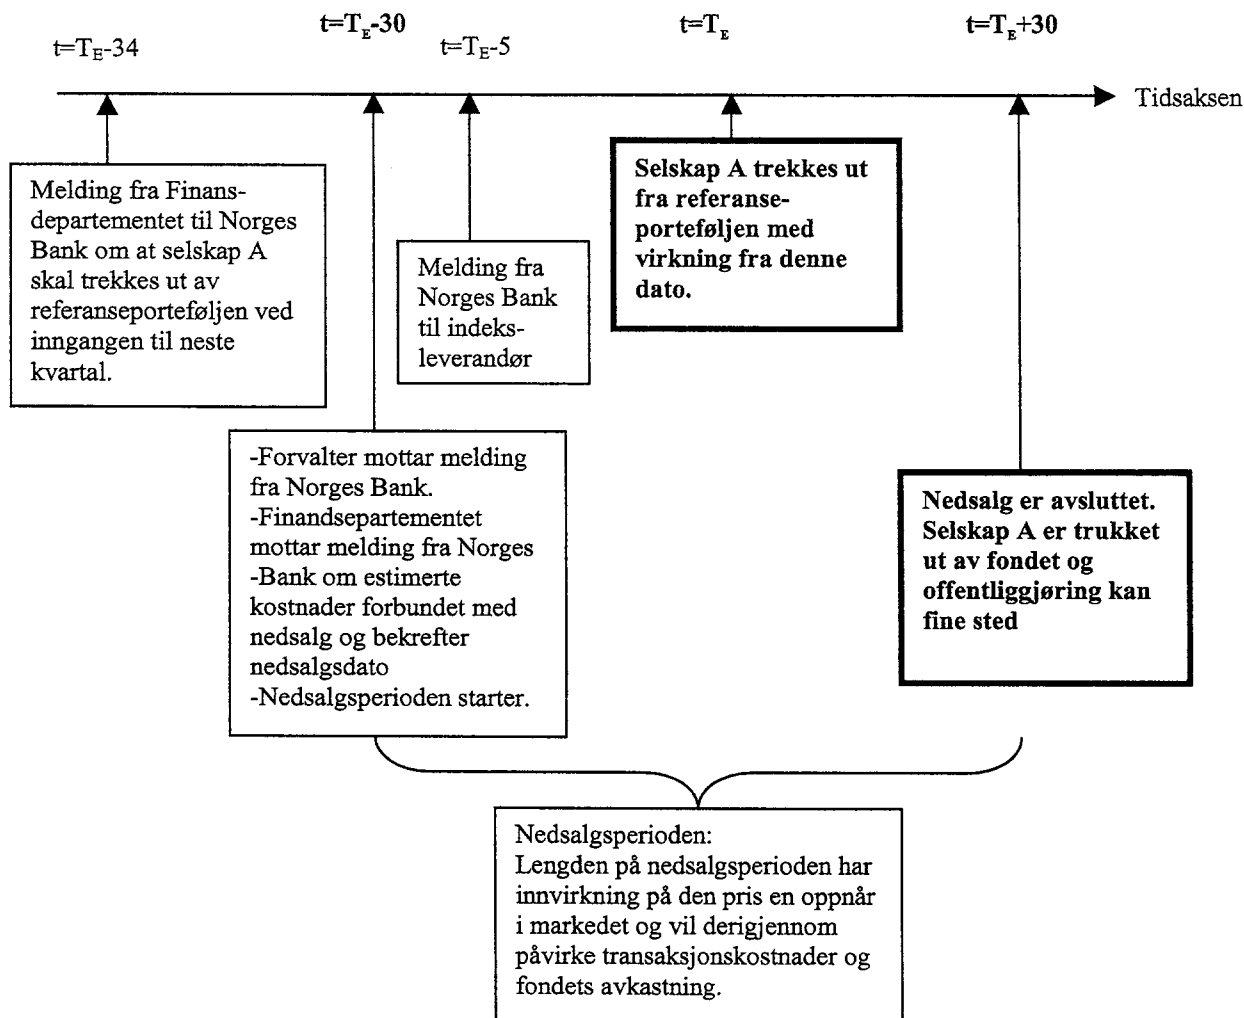 t=T_E-30
t=T_E
t=T_E+30
t=T_E-34
t=T_E-5
Tidsaksen
Melding fra Finans-
departementet til Norges
Bank om at selskap A
skal trekkes ut av
referanseporteføljen ved
inngangen til neste
kvartal.
Melding fra
Norges Bank
til indeks-
leverandør
Selskap A trekkes ut
fra referanse-
porteføljen med
virkning fra denne
dato.
-Forvalter mottar melding
fra Norges Bank.
-Finandsepartementet
mottar melding fra Norges
-Bank om estimerte
kostnader forbundet med
nedsalg og bekrefter
nedsalgsdato
-Nedsalgsperioden starter.
Nedsalg er avsluttet.
Selskap A er trukket
ut av fondet og
offentliggjøring kan
fine sted
Nedsalgsperioden:
Lengden på nedsalgsperioden har
innvirkning på den pris en oppnår
i markedet og vil derigjennom
påvirke transaksjonskostnader og
fondets avkastning.